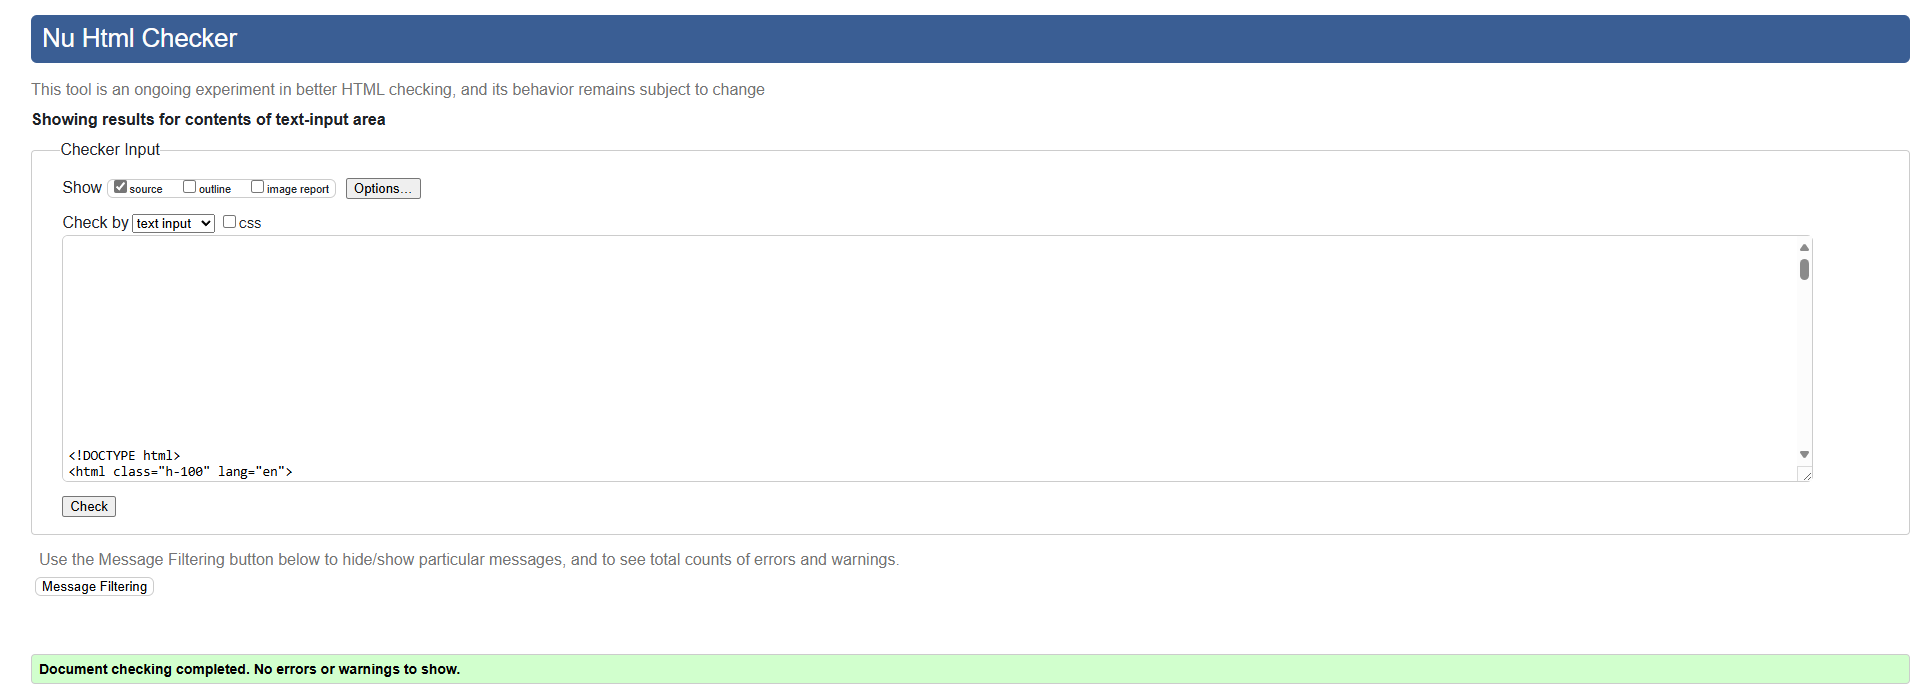 Nu Html Checker
This tool is an ongoing experiment in better HTML checking, and its behavior remains subject to change
Showing results for contents of text-input area
Checker Input
Show source outline image report Options...
Check by text input css
<!DOCTYPE html>
<html class="h-100" lang="en">
Check
Use the Message Filtering button below to hide/show particular messages, and to see total counts of errors and warnings.
Message Filtering
Document checking completed. No errors or warnings to show.